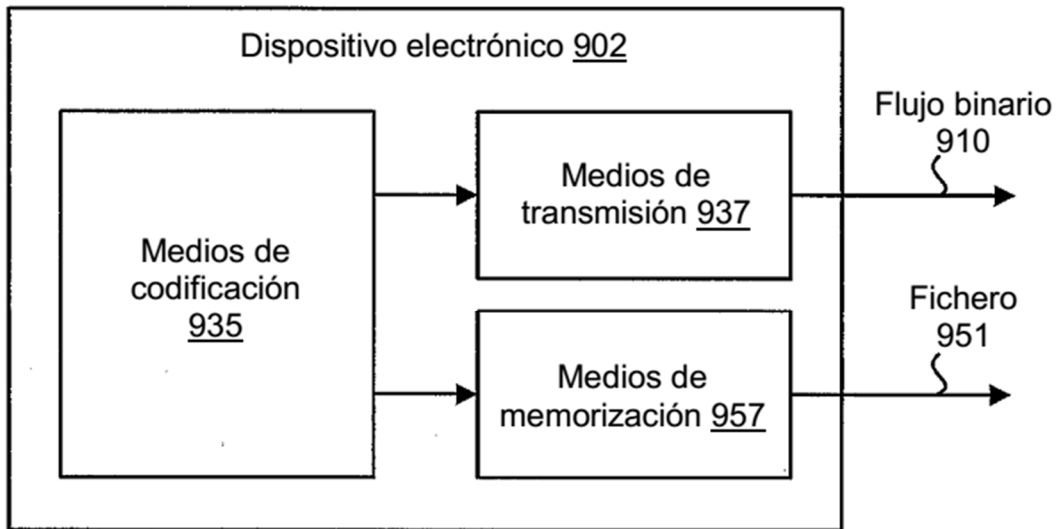 Dispositivo electrónico 902
Medios de
codificación
935
Medios de
transmisión 937
Flujo binario
910
Medios de
memorización 957
Fichero
951